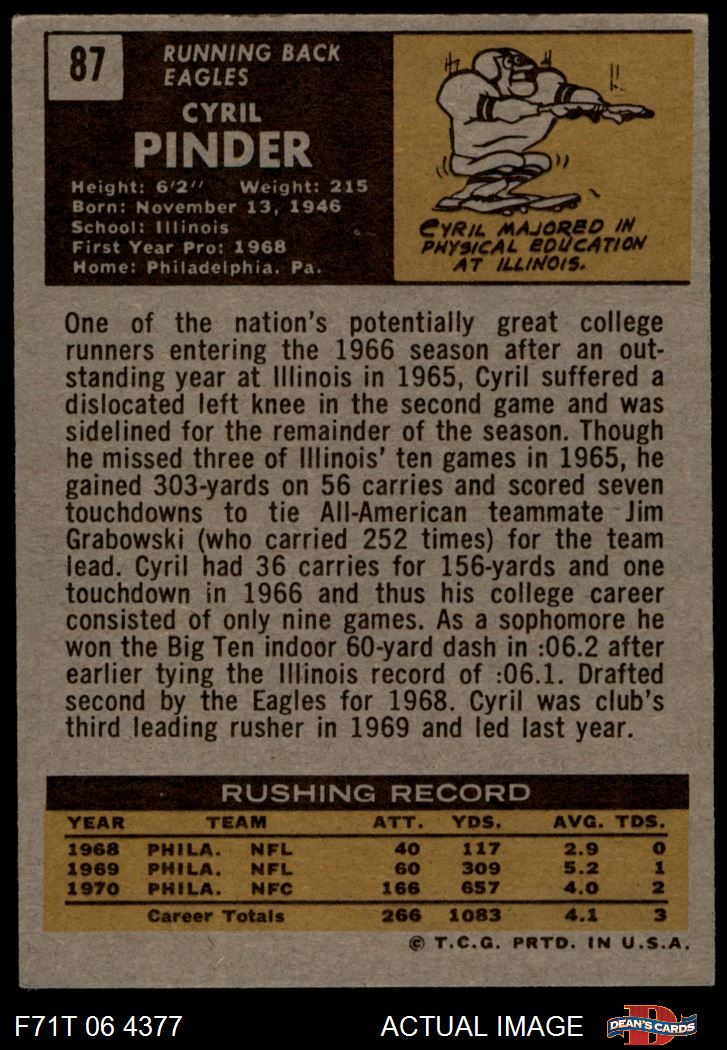 87
RUNNING BACK
EAGLES
CYRIL
PINDER
Height: 6'2" Weight: 215
Born: November 13, 1946
School: Illinois
First Year Pro: 1968
Home: Philadelphia, Pa.
CYRIL MAJORED IN
PHYSICAL EDUCATION
AT ILLINOIS.
One of the nation's potentially great college
runners entering the 1966 season after an out-
standing year at Illinois in 1965, Cyril suffered a
dislocated left knee in the second game and was
sidelined for the remainder of the season. Though
he missed three of Illinois' ten games in 1965, he
gained 303-yards on 56 carries and scored seven
touchdowns to tie All-American teammate Jim
Grabowski (who carried 252 times) for the team
lead. Cyril had 36 carries for 156-yards and one
touchdown in 1966 and thus his college career
consisted of only nine games. As a sophomore he
won the Big Ten indoor 60-yard dash in :06.2 after
earlier tying the Illinois record of :06.1. Drafted
second by the Eagles for 1968. Cyril was club's
third leading rusher in 1969 and led last year.
RUSHING RECORD
YEAR TEAM ATT. YDS. AVG. TDS.
1968 PHILA. NFL 40 117 2.9 0
1969 PHILA. NFL 60 309 5.2 1
1970 PHILA. NFC 166 657 4.0 2
Career Totals 266 1083 4.1 3
© T.C.G. PRTD. IN U.S.A.
F71T 06 4377 ACTUAL IMAGE DEAN'S CARDS